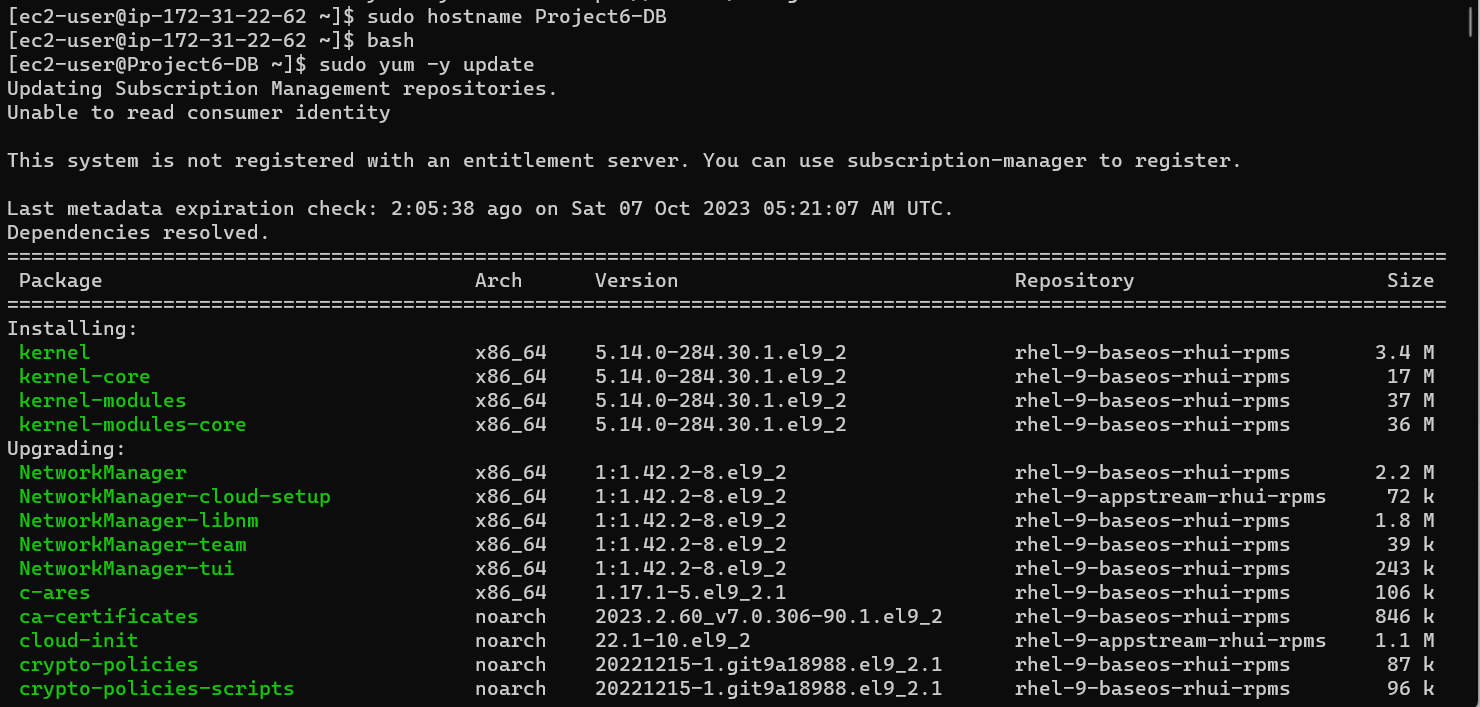 [ec2-user@ip-172-31-22-62 ~]$ sudo hostname Project6-DB
[ec2-user@ip-172-31-22-62 ~]$ bash
[ec2-user@Project6-DB ~]$ sudo yum -y update
Updating Subscription Management repositories.
Unable to read consumer identity

This system is not registered with an entitlement server. You can use subscription-manager to register.

Last metadata expiration check: 2:05:38 ago on Sat 07 Oct 2023 05:21:07 AM UTC.
Dependencies resolved.
========================================================================================================================
 Package                               Arch      Version                            Repository                     Size
========================================================================================================================
Installing:
 kernel                                x86_64    5.14.0-284.30.1.el9_2              rhel-9-baseos-rhui-rpms       3.4 M
 kernel-core                           x86_64    5.14.0-284.30.1.el9_2              rhel-9-baseos-rhui-rpms        17 M
 kernel-modules                        x86_64    5.14.0-284.30.1.el9_2              rhel-9-baseos-rhui-rpms        37 M
 kernel-modules-core                   x86_64    5.14.0-284.30.1.el9_2              rhel-9-baseos-rhui-rpms        36 M
Upgrading:
 NetworkManager                        x86_64    1:1.42.2-8.el9_2                   rhel-9-baseos-rhui-rpms       2.2 M
 NetworkManager-cloud-setup            x86_64    1:1.42.2-8.el9_2                   rhel-9-appstream-rhui-rpms     72 k
 NetworkManager-libnm                  x86_64    1:1.42.2-8.el9_2                   rhel-9-baseos-rhui-rpms       1.8 M
 NetworkManager-team                   x86_64    1:1.42.2-8.el9_2                   rhel-9-baseos-rhui-rpms        39 k
 NetworkManager-tui                    x86_64    1:1.42.2-8.el9_2                   rhel-9-baseos-rhui-rpms       243 k
 c-ares                                x86_64    1.17.1-5.el9_2.1                   rhel-9-baseos-rhui-rpms       106 k
 ca-certificates                       noarch    2023.2.60_v7.0.306-90.1.el9_2      rhel-9-baseos-rhui-rpms       846 k
 cloud-init                            noarch    22.1-10.el9_2                      rhel-9-appstream-rhui-rpms    1.1 M
 crypto-policies                       noarch    20221215-1.git9a18988.el9_2.1      rhel-9-baseos-rhui-rpms        87 k
 crypto-policies-scripts               noarch    20221215-1.git9a18988.el9_2.1      rhel-9-baseos-rhui-rpms        96 k